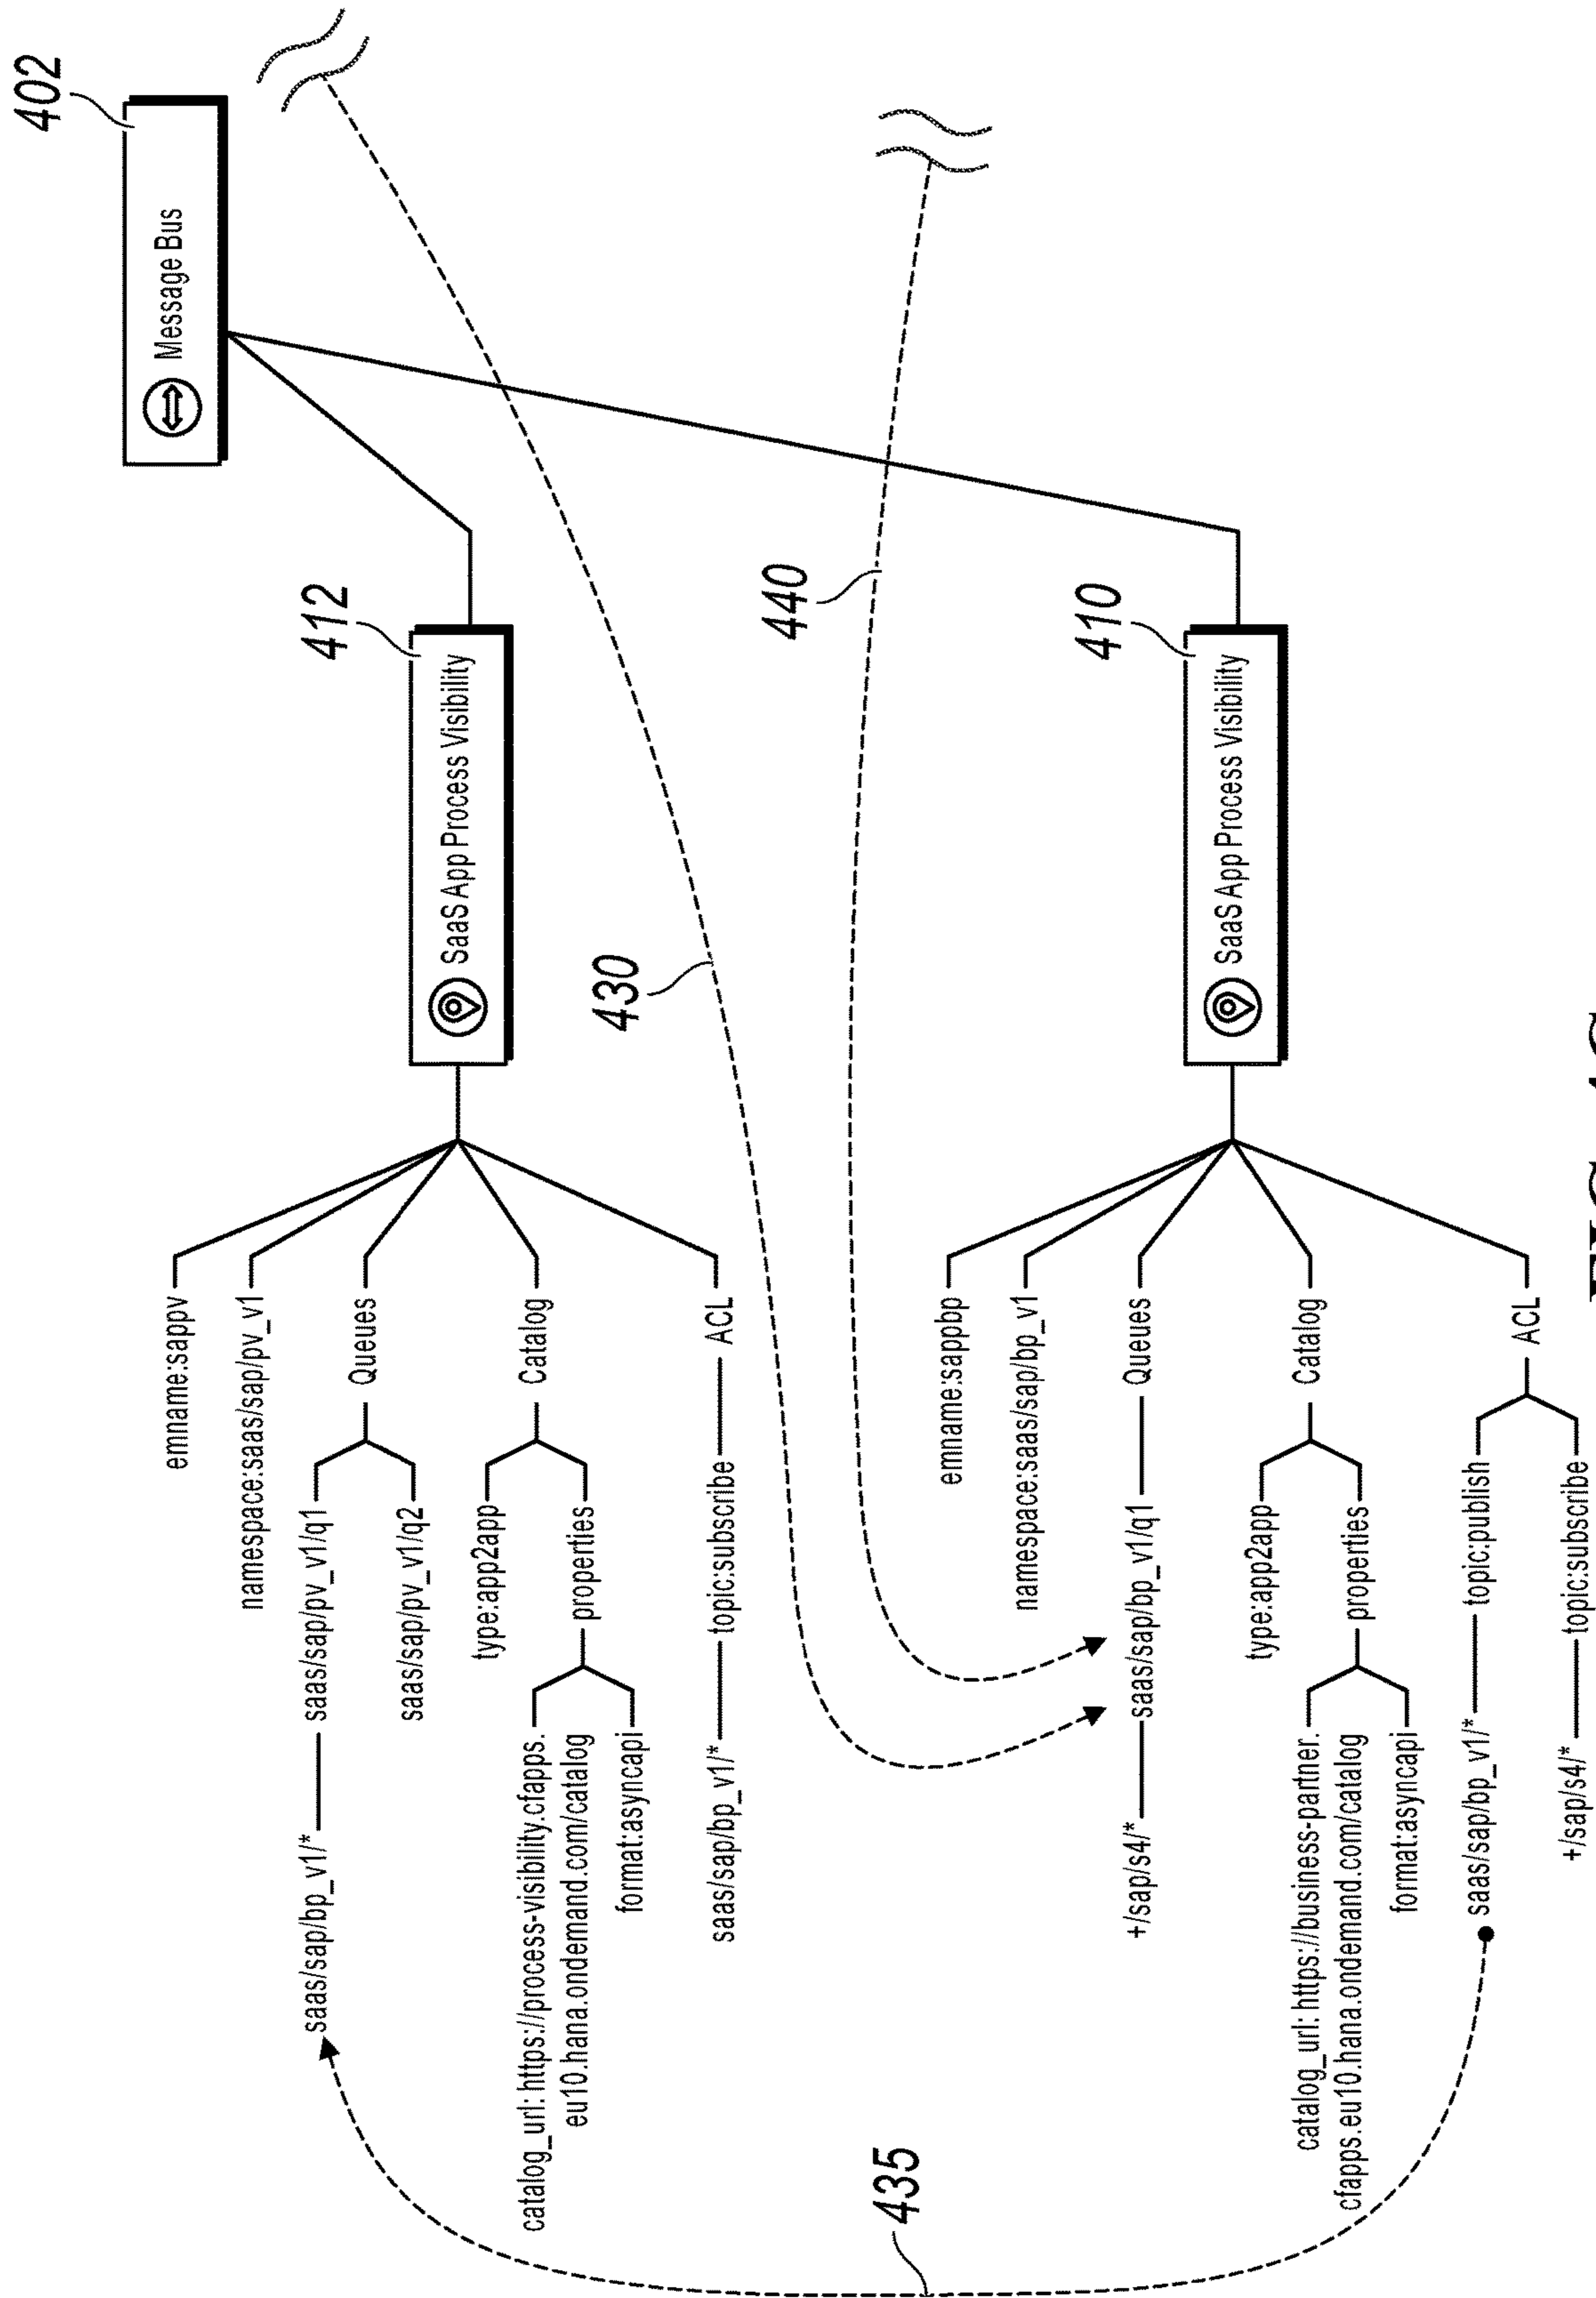 402
Message Bus
412
SaaS App Process Visibility
emname:sappv
namespace:saas/sap/pv_v1
Queues
saas/sap/pv_v1/q1
saas/sap/bp_v1/*
saas/sap/pv_v1/q2
Catalog
type:app2app
properties
catalog_url: https://process-visibility.cfapps.
eu10.hana.ondemand.com/catalog
format:asyncapi
ACL
topic:subscribe
saas/sap/bp_v1/*
430
440
410
SaaS App Process Visibility
emname:sappbp
namespace:saas/sap/bp_v1
Queues
saas/sap/bp_v1/q1
+/sap/s4/*
Catalog
type:app2app
properties
catalog_url: https://business-partner.
cfapps.eu10.hana.ondemand.com/catalog
format:asyncapi
ACL
topic:publish
saas/sap/bp_v1/*
topic:subscribe
+/sap/s4/*
435